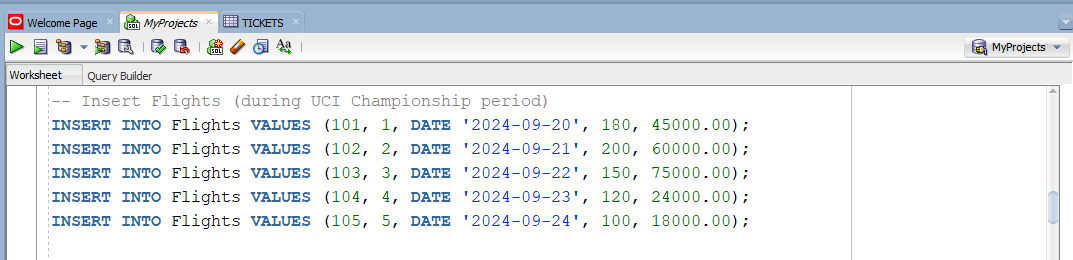 Welcome Page MyProjects TICKETS
MyProjects
Worksheet Query Builder
-- Insert Flights (during UCI Championship period)
INSERT INTO Flights VALUES (101, 1, DATE '2024-09-20', 180, 45000.00);
INSERT INTO Flights VALUES (102, 2, DATE '2024-09-21', 200, 60000.00);
INSERT INTO Flights VALUES (103, 3, DATE '2024-09-22', 150, 75000.00);
INSERT INTO Flights VALUES (104, 4, DATE '2024-09-23', 120, 24000.00);
INSERT INTO Flights VALUES (105, 5, DATE '2024-09-24', 100, 18000.00);